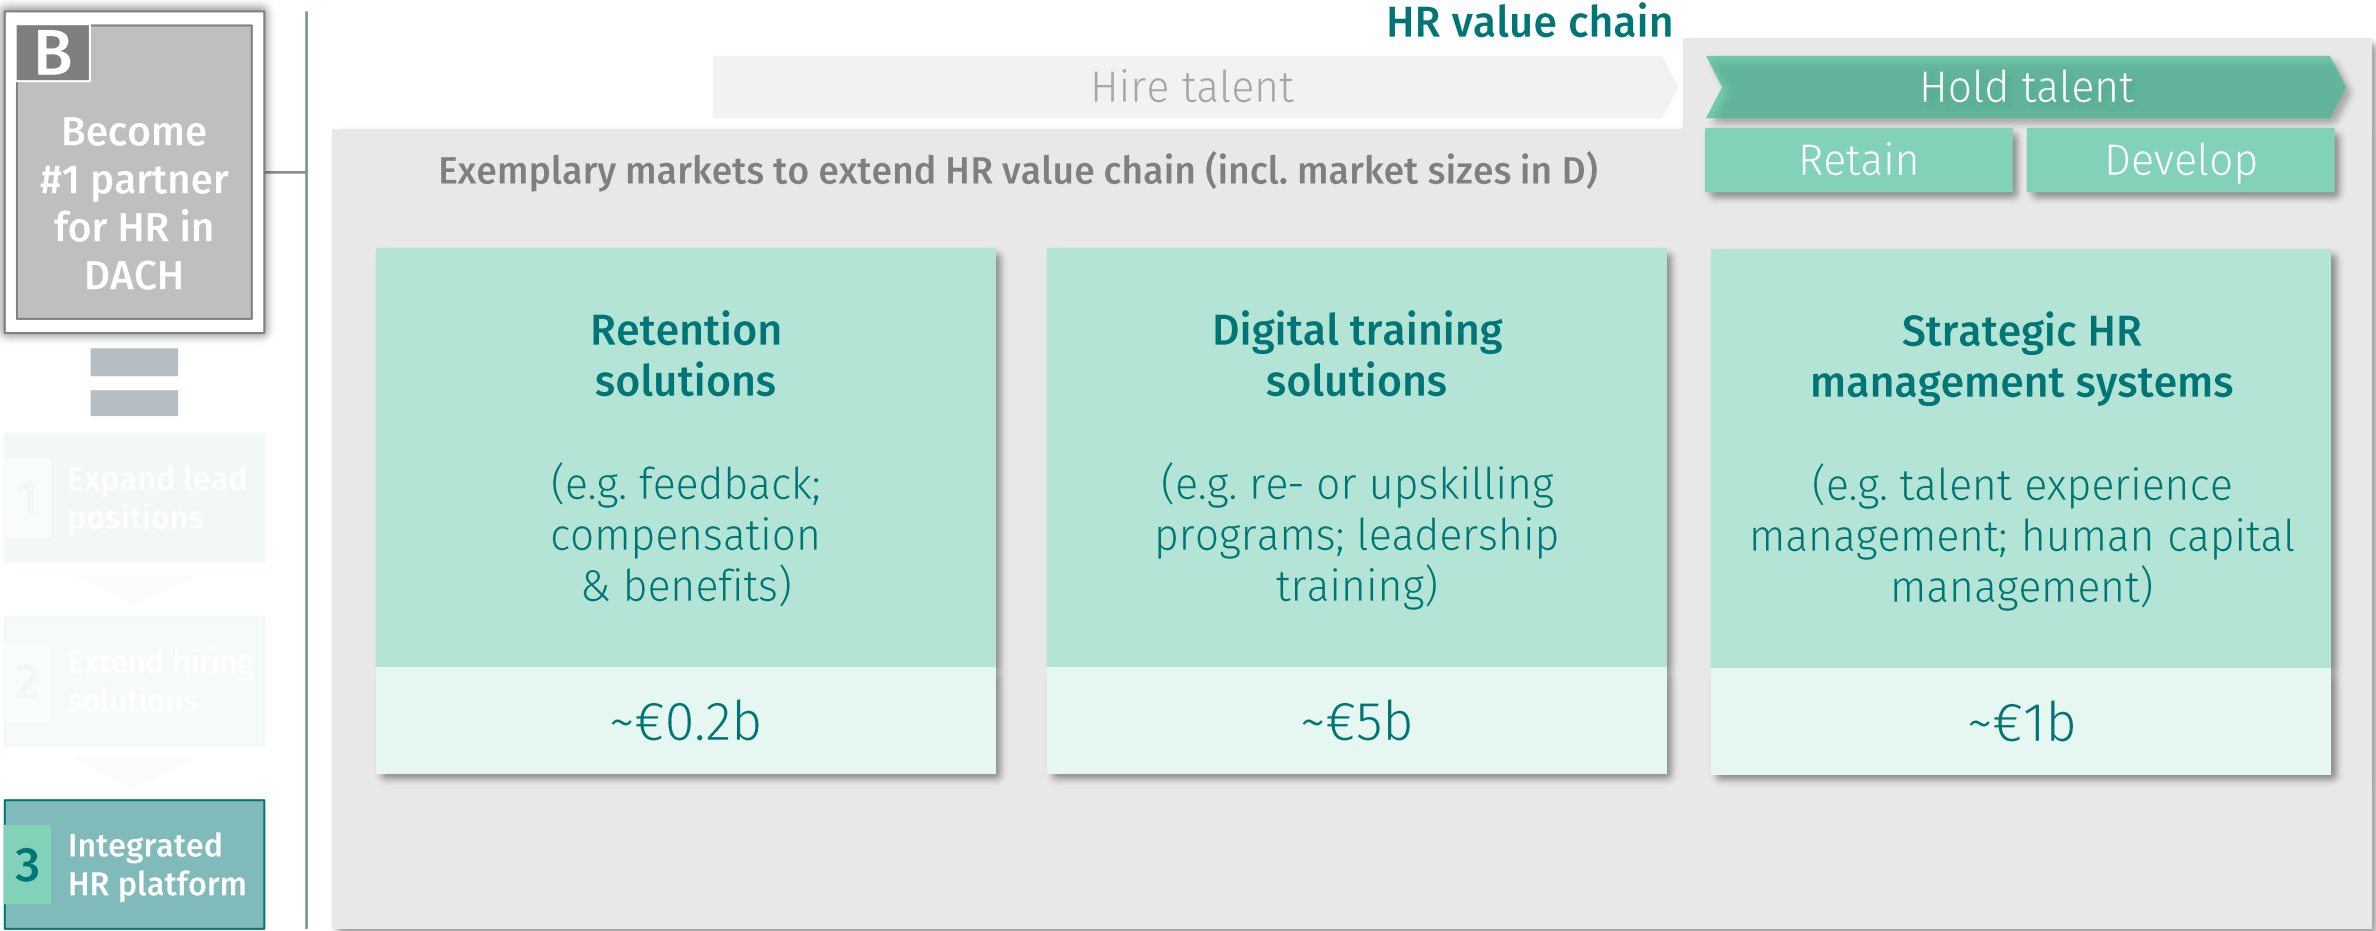 B
Become
#1 partner
for HR in
DACH
1
Expand lead
positions
2
Extend hiring
solutions
3
Integrated
HR platform
HR value chain
Hire talent
Hold talent
Retain
Develop
Exemplary markets to extend HR value chain (incl. market sizes in D)
Retention
solutions
(e.g. feedback;
compensation
& benefits)
~€0.2b
Digital training
solutions
(e.g. re- or upskilling
programs; leadership
training)
~€5b
Strategic HR
management systems
(e.g. talent experience
management; human capital
management)
~€1b